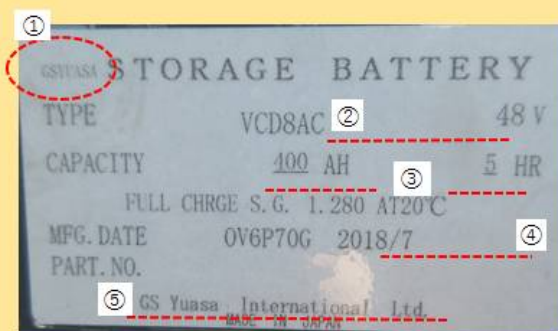 ①
GSYUASA STORAGE BATTERY
TYPE VCD8AC ② 48 V
CAPACITY 400 AH ③ 5 HR
FULL CHRGE S.G. 1.280 AT20℃
MFG. DATE OV6P70G 2018/7 ④
PART. NO.
⑤ GS Yuasa International Ltd.
MADE IN JAPAN